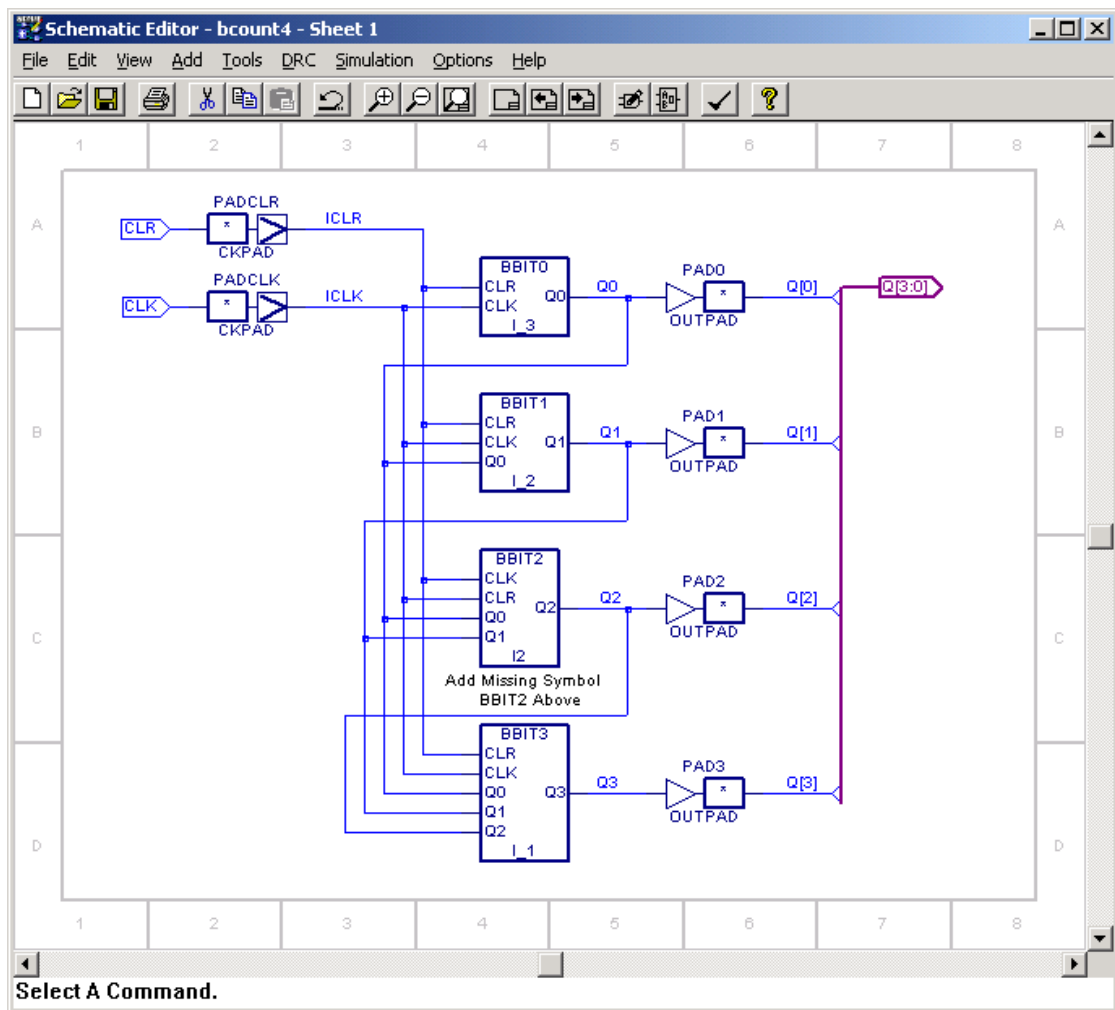 Schematic Editor - bcount4 - Sheet 1
File Edit View Add Tools DRC Simulation Options Help
1 2 3 4 5 6 7 8
A A
PADCLR
CLR * ICLR
CKPAD
PADCLK
CLK * ICLK
CKPAD
BBIT0
CLR
CLK
Q0
I_3
Q0
PAD0
*
OUTPAD
Q[0]
Q[3:0]
B B
BBIT1
CLR
CLK
Q0
Q1
I_2
Q1
PAD1
*
OUTPAD
Q[1]
C C
BBIT2
CLK
CLR
Q0
Q1
Q2
I2
Q2
PAD2
*
OUTPAD
Q[2]
Add Missing Symbol
BBIT2 Above
D D
BBIT3
CLR
CLK
Q0
Q1
Q2
Q3
I_1
Q3
PAD3
*
OUTPAD
Q[3]
1 2 3 4 5 6 7 8
Select A Command.